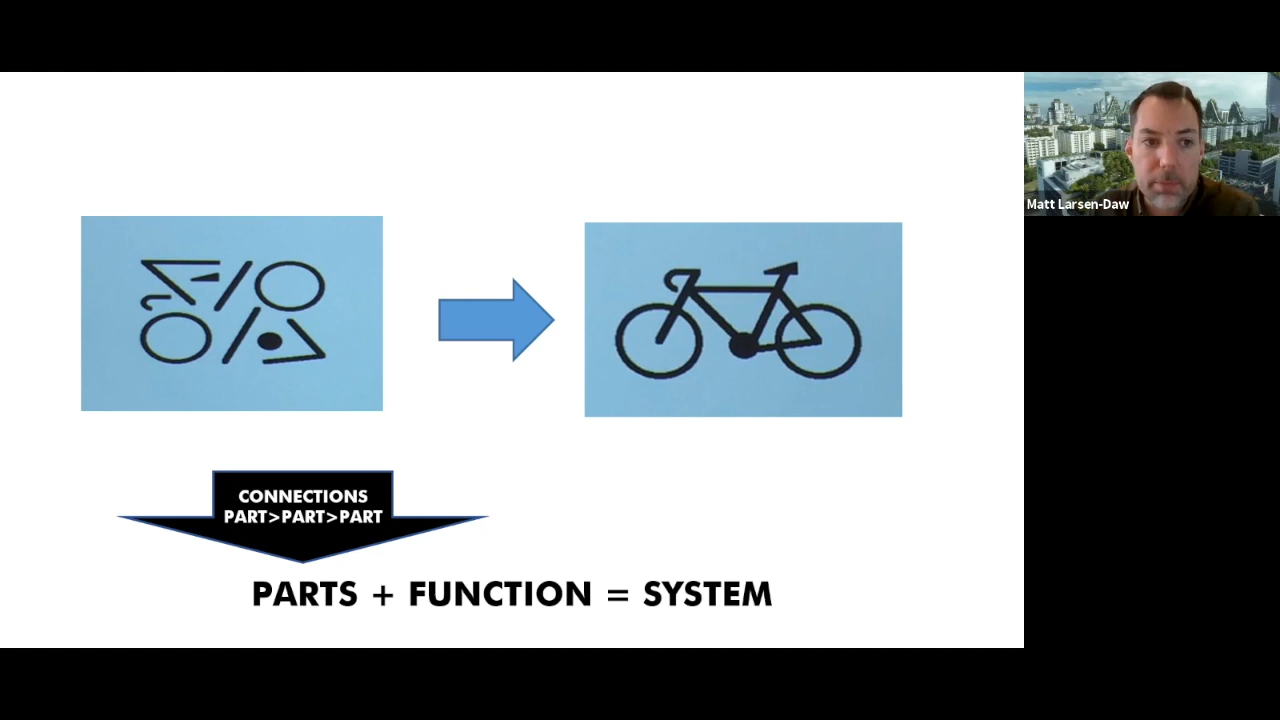 Matt Larsen-Daw
CONNECTIONS
PART>PART>PART
PARTS + FUNCTION = SYSTEM